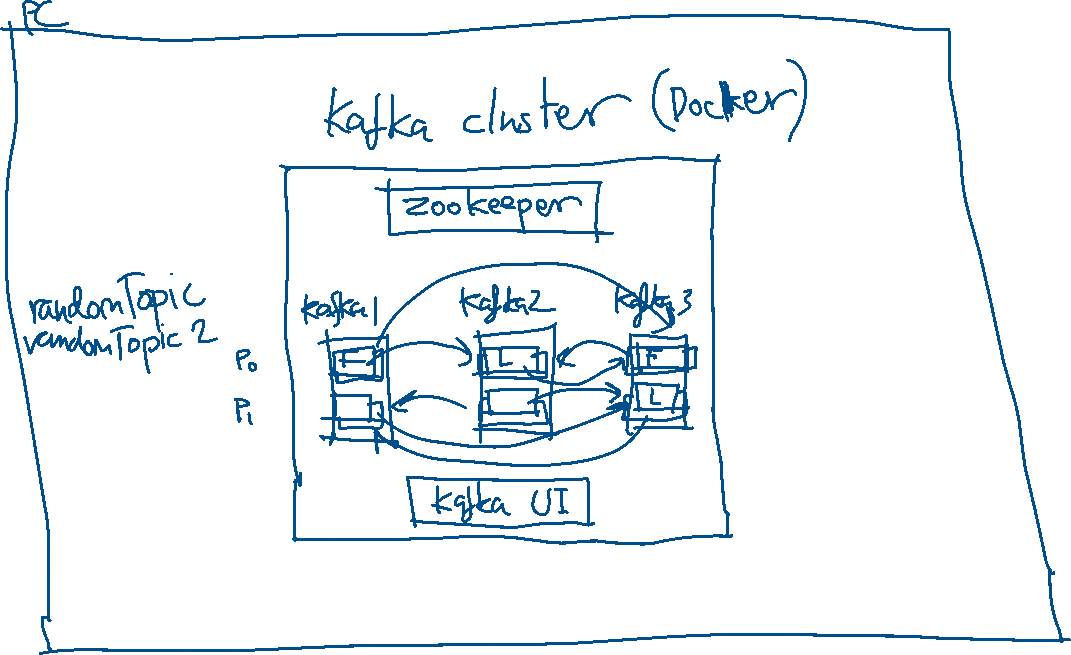 PC
Kafka cluster (Docker)
zookeeper
randomTopic
randomTopic 2
Kafka1
Kafka2
Kafka3
P0
L
F
P1
L
Kafka UI